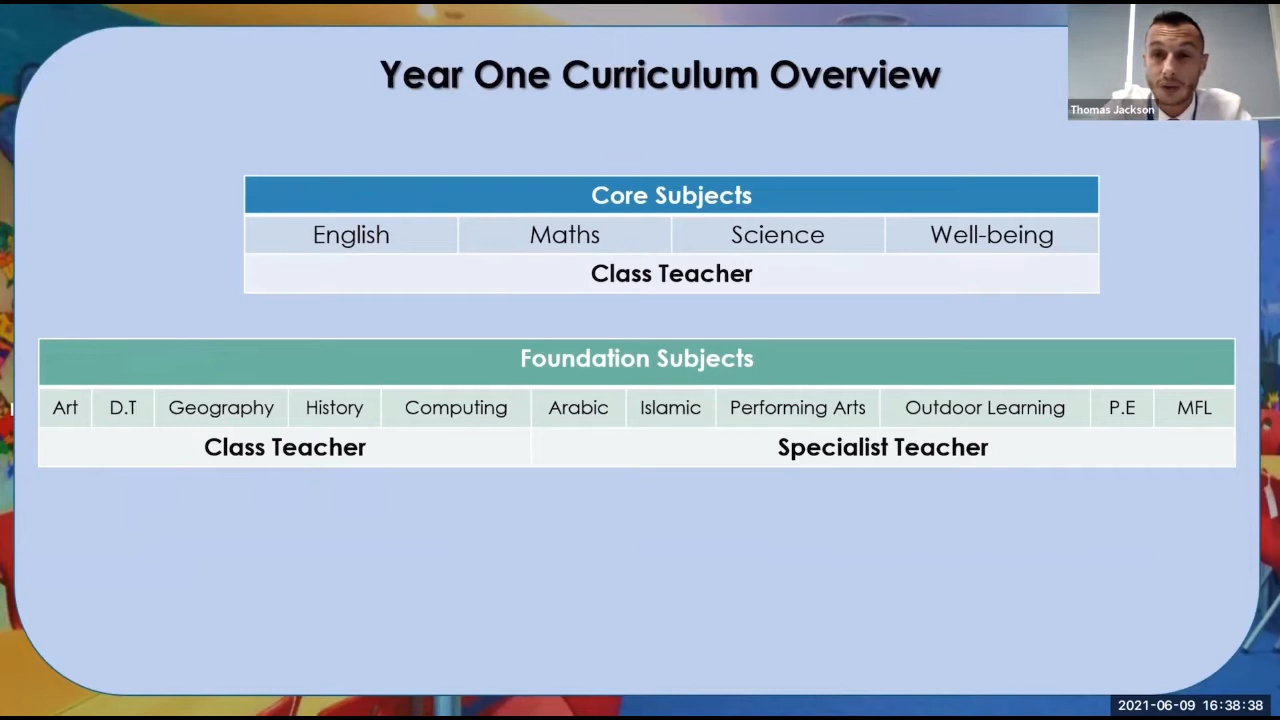 Year One Curriculum Overview
Thomas Jackson
Core Subjects
English Maths Science Well-being
Class Teacher
Foundation Subjects
Art D.T Geography History Computing Arabic Islamic Performing Arts Outdoor Learning P.E MFL
Class Teacher Specialist Teacher
2021-06-09 16:38:38